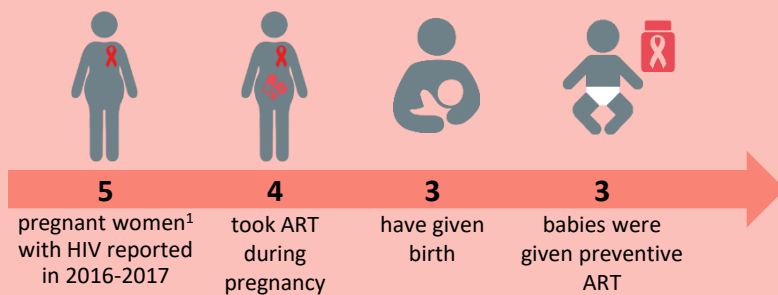 5
pregnant women¹
with HIV reported
in 2016-2017
4
took ART
during
pregnancy
3
have given
birth
3
babies were
given preventive
ART